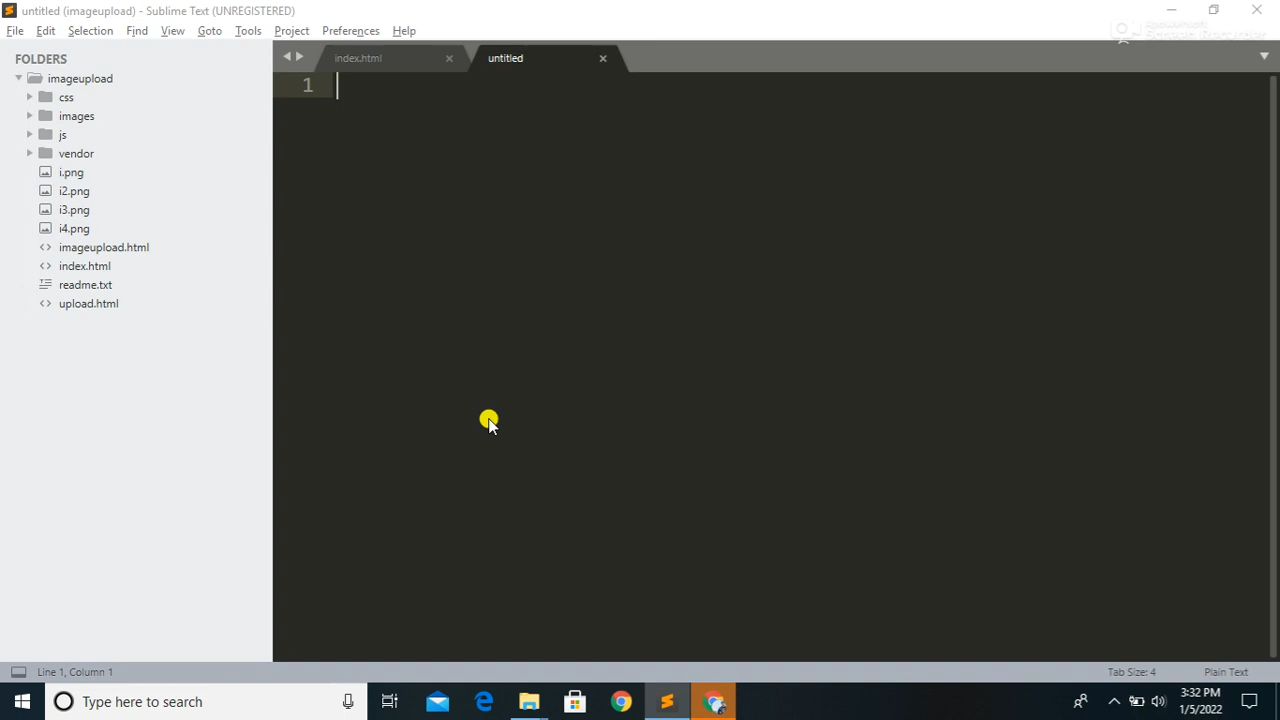 untitled (imageupload) - Sublime Text (UNREGISTERED)
File Edit Selection Find View Goto Tools Project Preferences Help
Screen Recorder
FOLDERS
imageupload
css
images
js
vendor
i.png
i2.png
i3.png
i4.png
imageupload.html
index.html
readme.txt
upload.html
index.html untitled
1
Line 1, Column 1 Tab Size: 4 Plain Text
Type here to search
3:32 PM
1/5/2022